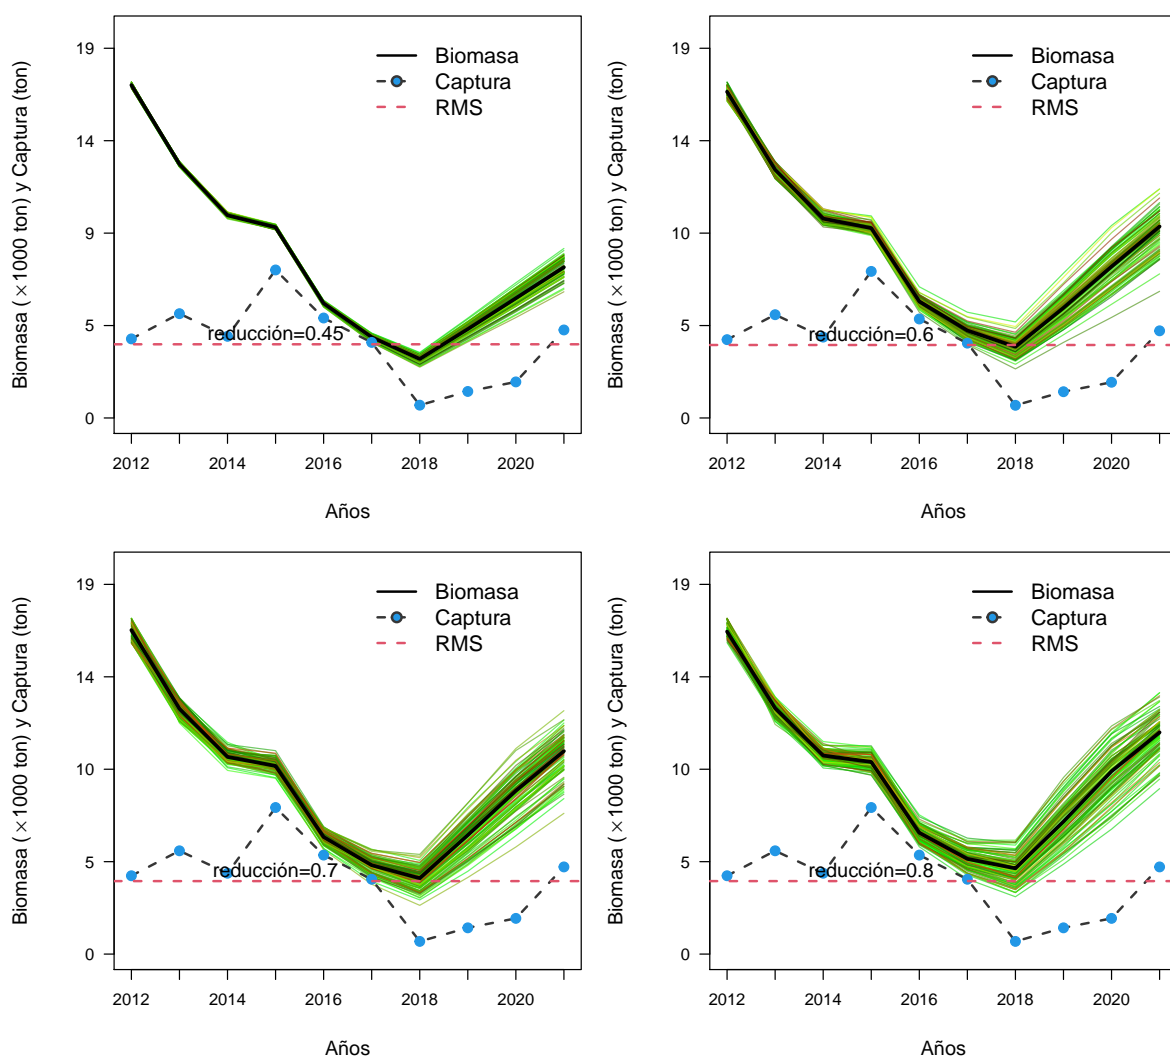 Biomasa (×1000 ton) y Captura (ton)
19
14
9
5
0
Biomasa
Captura
RMS
reducción=0.45
2012
2014
2016
2018
2020
Años
Biomasa (×1000 ton) y Captura (ton)
19
14
10
5
0
Biomasa
Captura
RMS
reducción=0.6
2012
2014
2016
2018
2020
Años
Biomasa (×1000 ton) y Captura (ton)
19
14
10
5
0
Biomasa
Captura
RMS
reducción=0.7
2012
2014
2016
2018
2020
Años
Biomasa (×1000 ton) y Captura (ton)
19
14
10
5
0
Biomasa
Captura
RMS
reducción=0.8
2012
2014
2016
2018
2020
Años